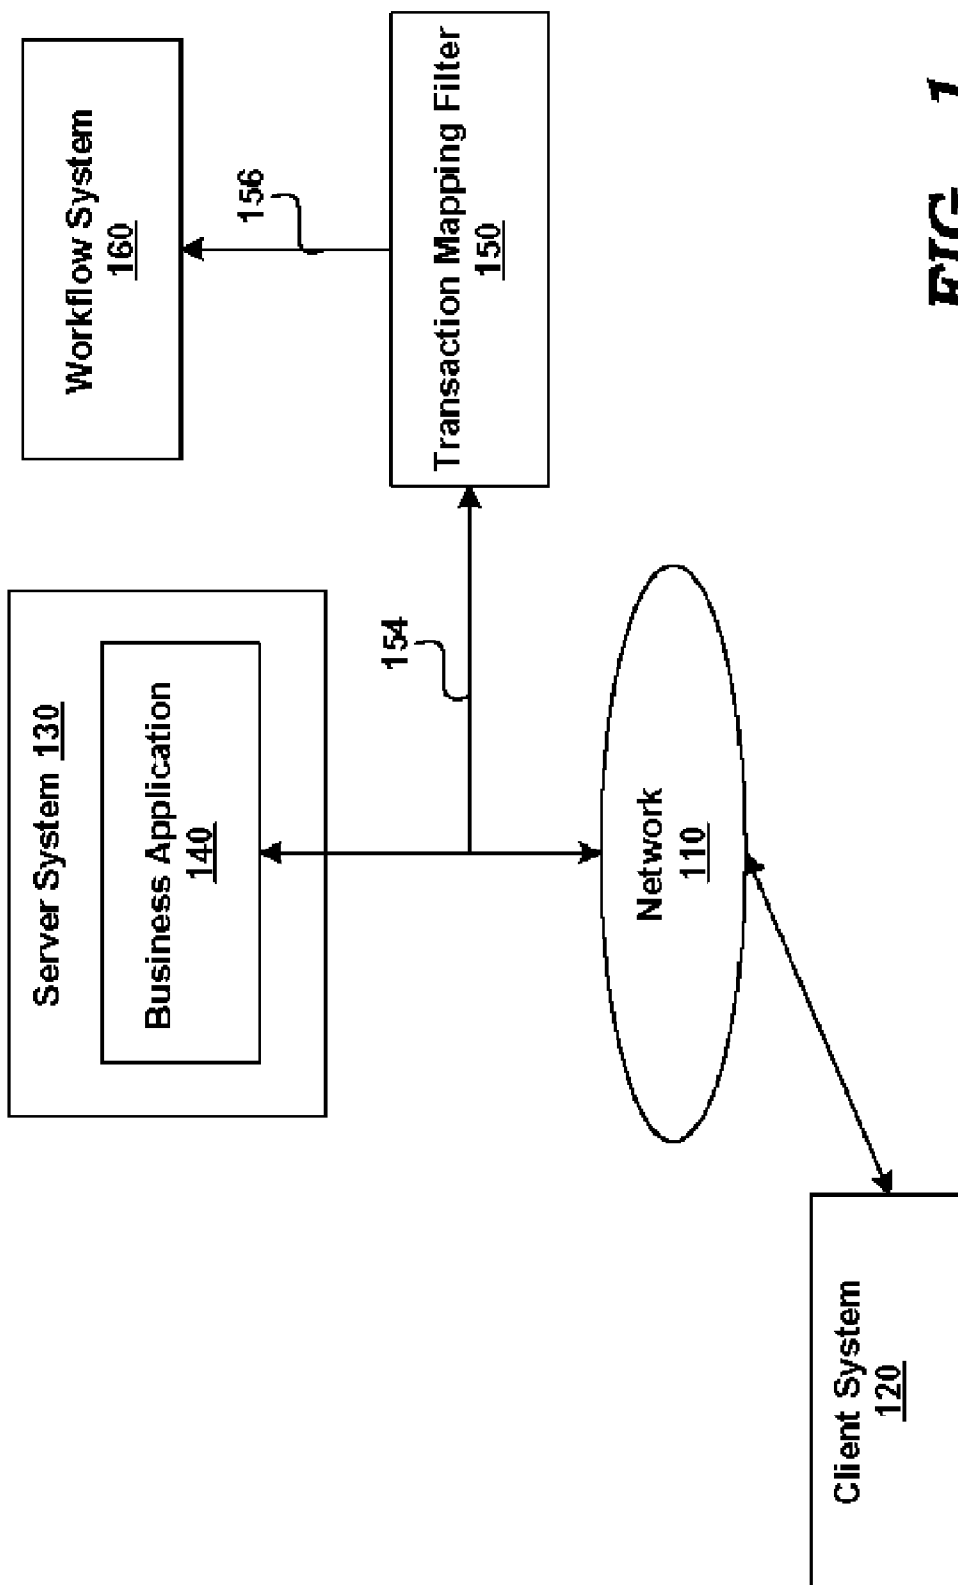 Server System 130
Business Application
140
Workflow System
160
156
154
Transaction Mapping Filter
150
Network
110
Client System
120
FIG. 1